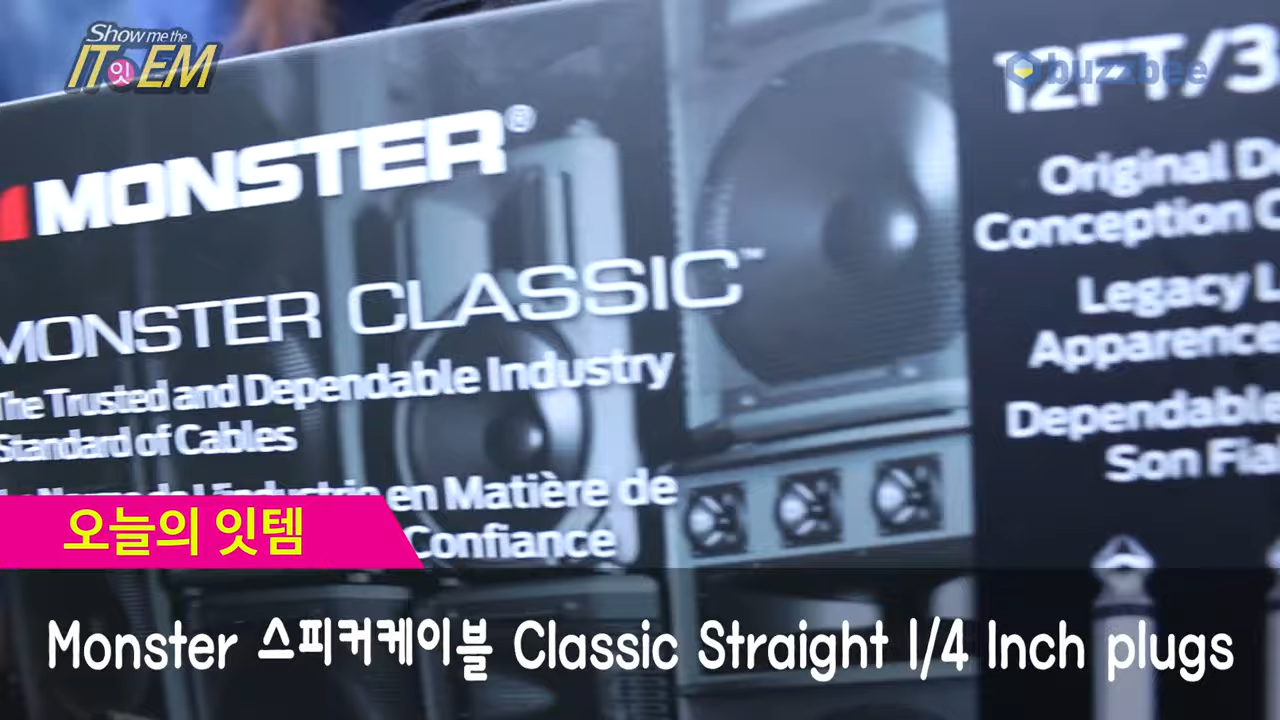 Show me the
IT잇EM
buzzbee
12FT/3
MONSTER®
Original D
Conception
MONSTER CLASSIC™
Legacy L
Apparence
The Trusted and Dependable Industry
Standard of Cables
Dependable
Son Fia
en Matière de
Confiance
오늘의 잇템
Monster 스피커케이블 Classic Straight 1/4 Inch plugs